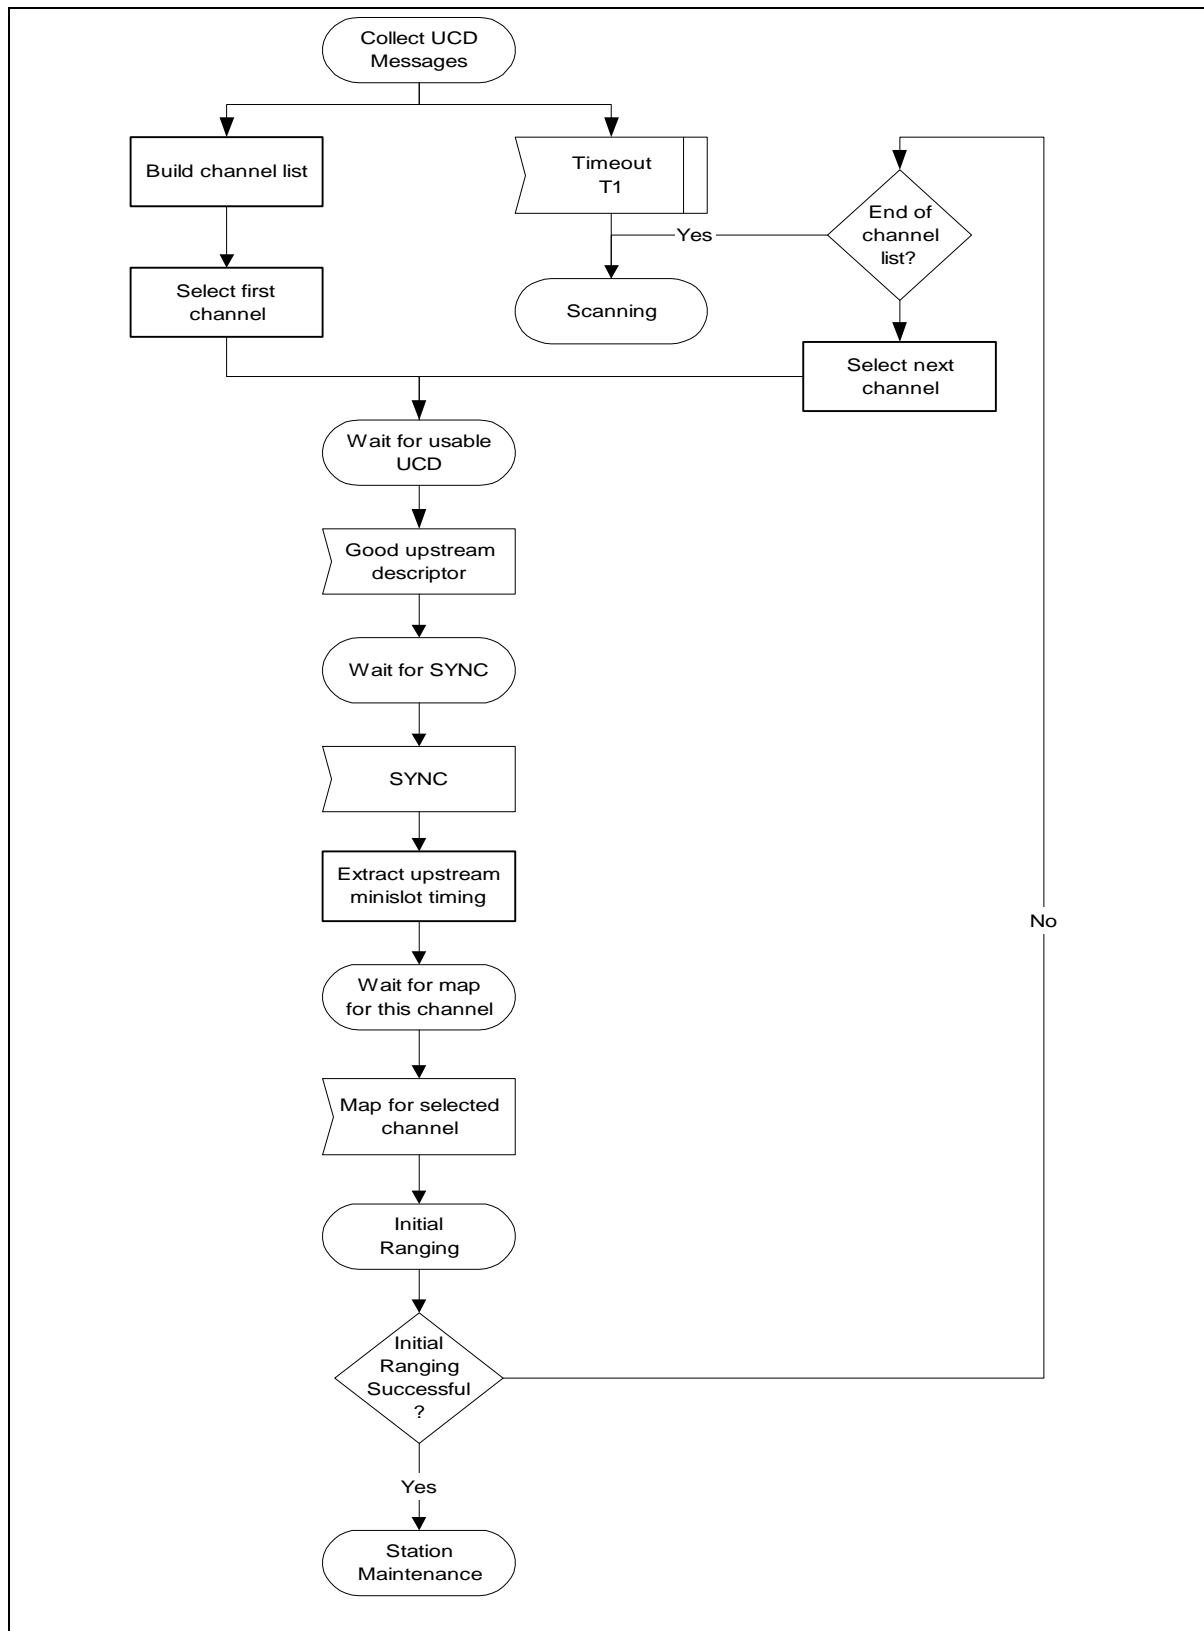 Collect UCD
Messages
Build channel list
Timeout
T1
End of
channel
list?
Yes
Select first
channel
Scanning
Select next
channel
Wait for usable
UCD
Good upstream
descriptor
Wait for SYNC
SYNC
Extract upstream
minislot timing
No
Wait for map
for this channel
Map for selected
channel
Initial
Ranging
Initial
Ranging
Successful
?
Yes
Station
Maintenance